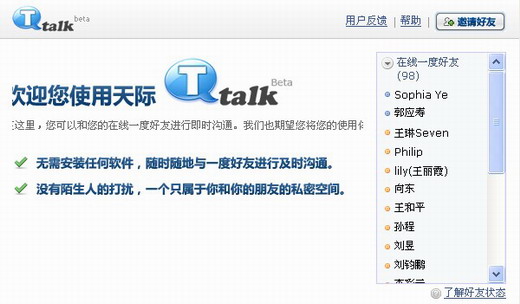 Ttalk beta
用户反馈 | 帮助 | 邀请好友
欢迎您使用天际 Ttalk Beta
在这里，您可以和您的在线一度好友进行即时沟通。我们也期望您将您的使用
无需安装任何软件，随时随地与一度好友进行及时沟通。
没有陌生人的打扰，一个只属于你和你的朋友的私密空间。
在线一度好友
(98)
Sophia Ye
郭应寿
王琳Seven
Philip
lily(王丽霞)
向东
王和平
孙程
刘昱
刘钧鹏
了解好友状态